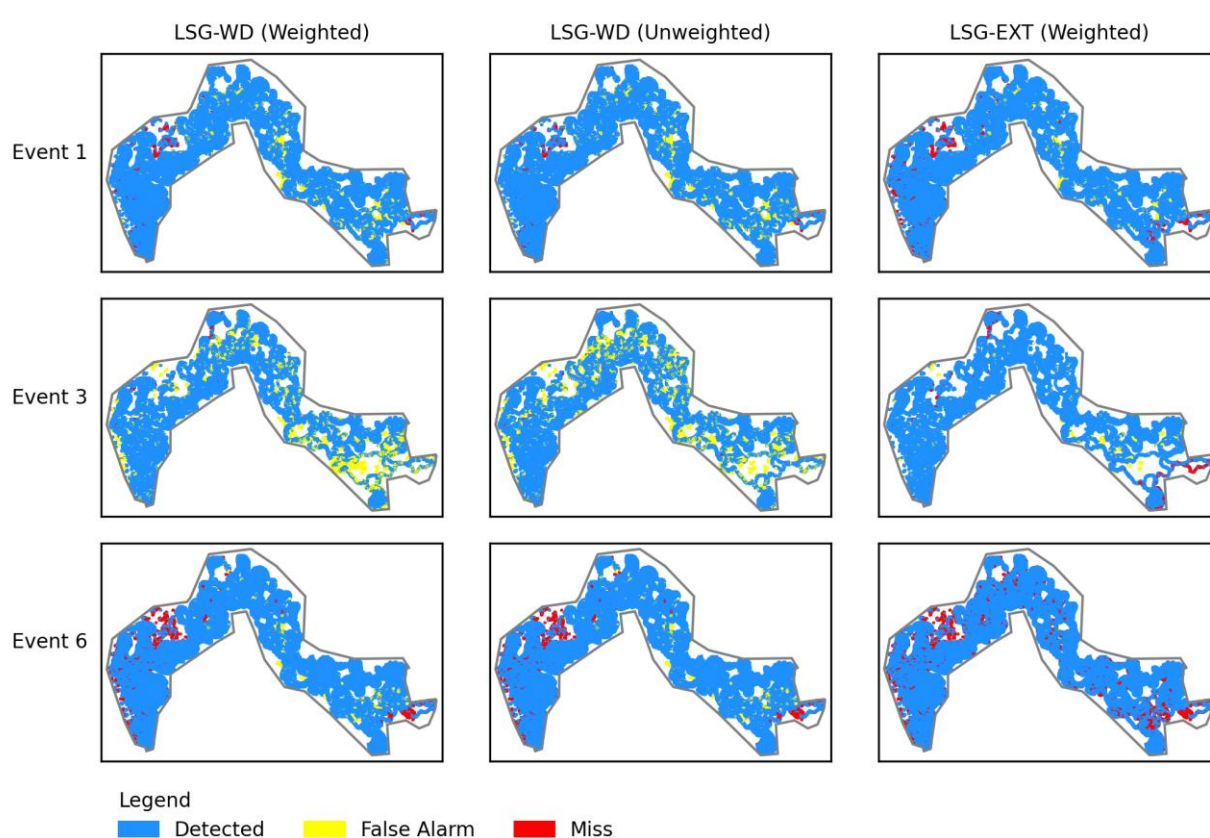 LSG-WD (Weighted) LSG-WD (Unweighted) LSG-EXT (Weighted)
Event 1
Event 3
Event 6
Legend
Detected False Alarm Miss